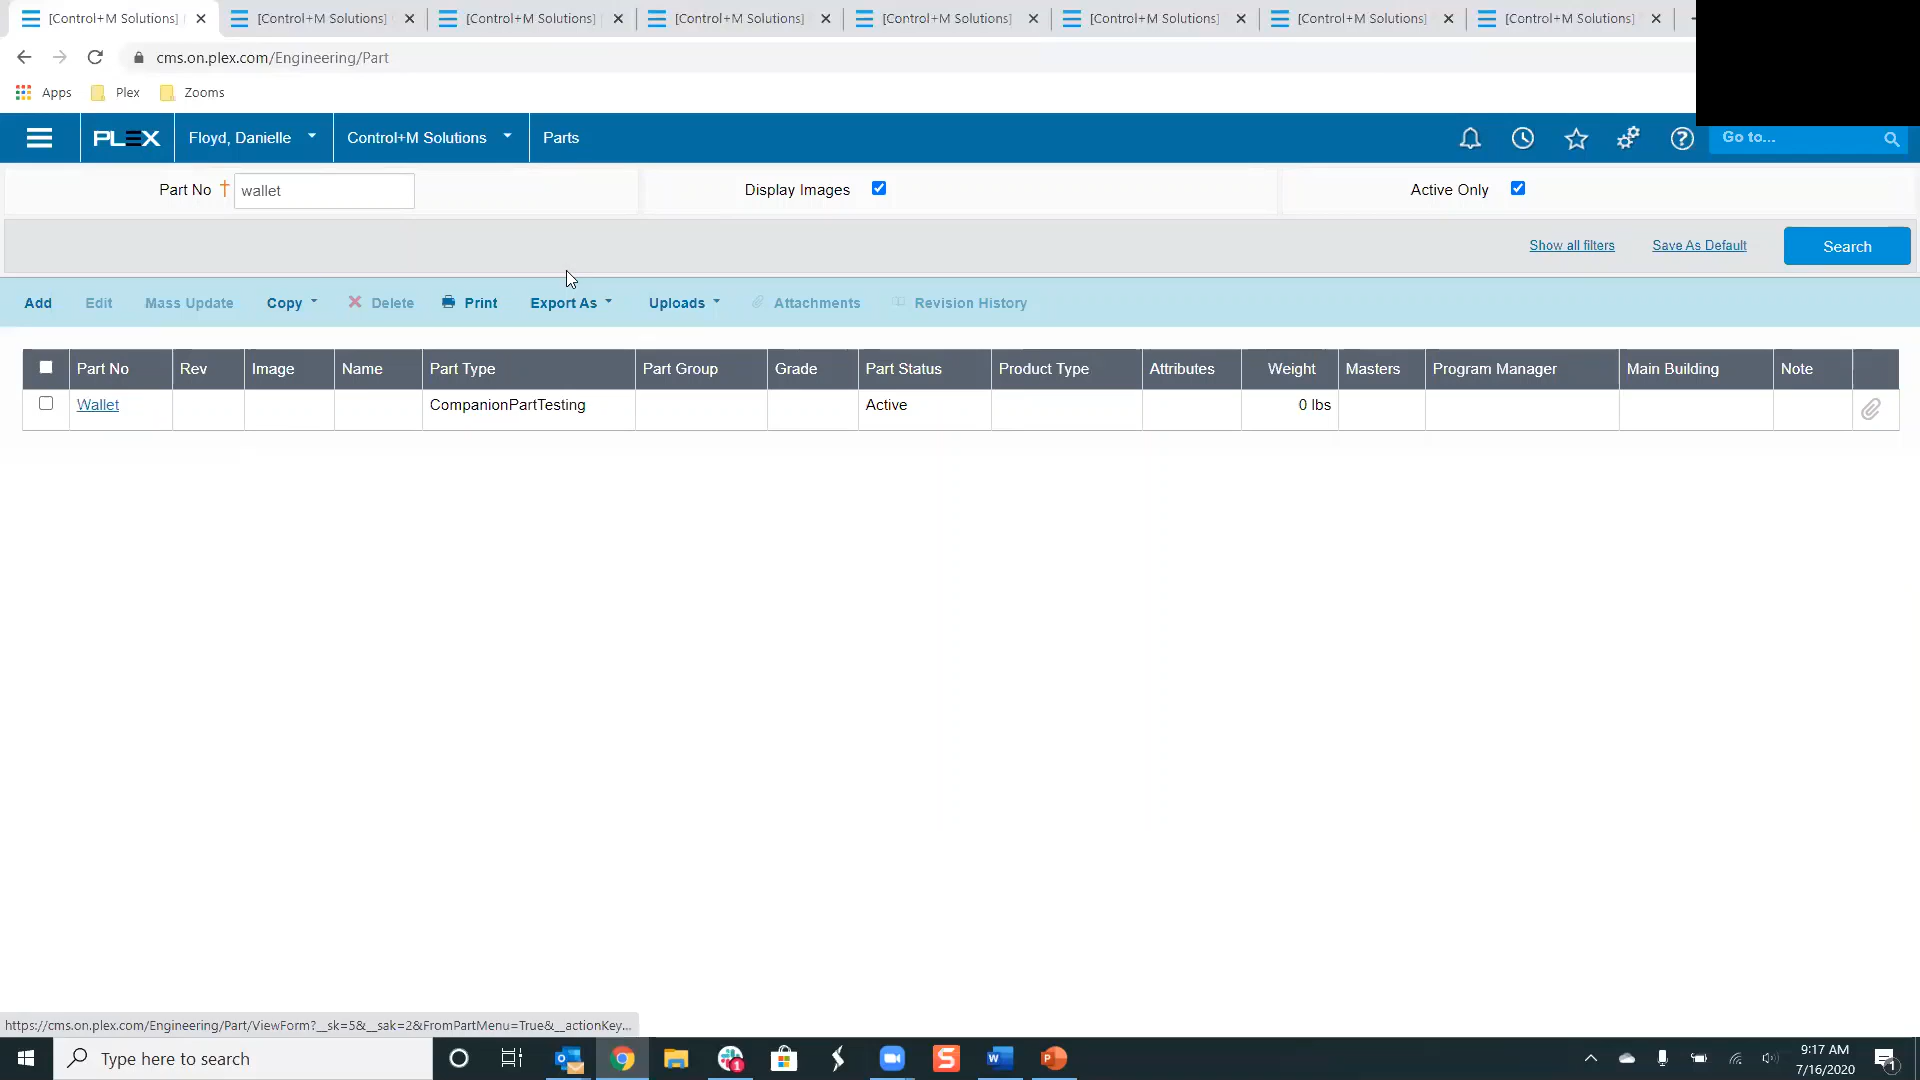 [Control+M Solutions] [Control+M Solutions] [Control+M Solutions] [Control+M Solutions] [Control+M Solutions] [Control+M Solutions] [Control+M Solutions] [Control+M Solutions]
cms.on.plex.com/Engineering/Part
Apps Plex Zooms
PLEX Floyd, Danielle Control+M Solutions Parts Go to...
Part No † wallet Display Images Active Only
Show all filters Save As Default Search
Add Edit Mass Update Copy Delete Print Export As Uploads Attachments Revision History
Part No Rev Image Name Part Type Part Group Grade Part Status Product Type Attributes Weight Masters Program Manager Main Building Note
Wallet CompanionPartTesting Active 0 lbs
https://cms.on.plex.com/Engineering/Part/ViewForm?__sk=5&__sak=2&FromPartMenu=True&__actionKey...
Type here to search 9:17 AM
7/16/2020